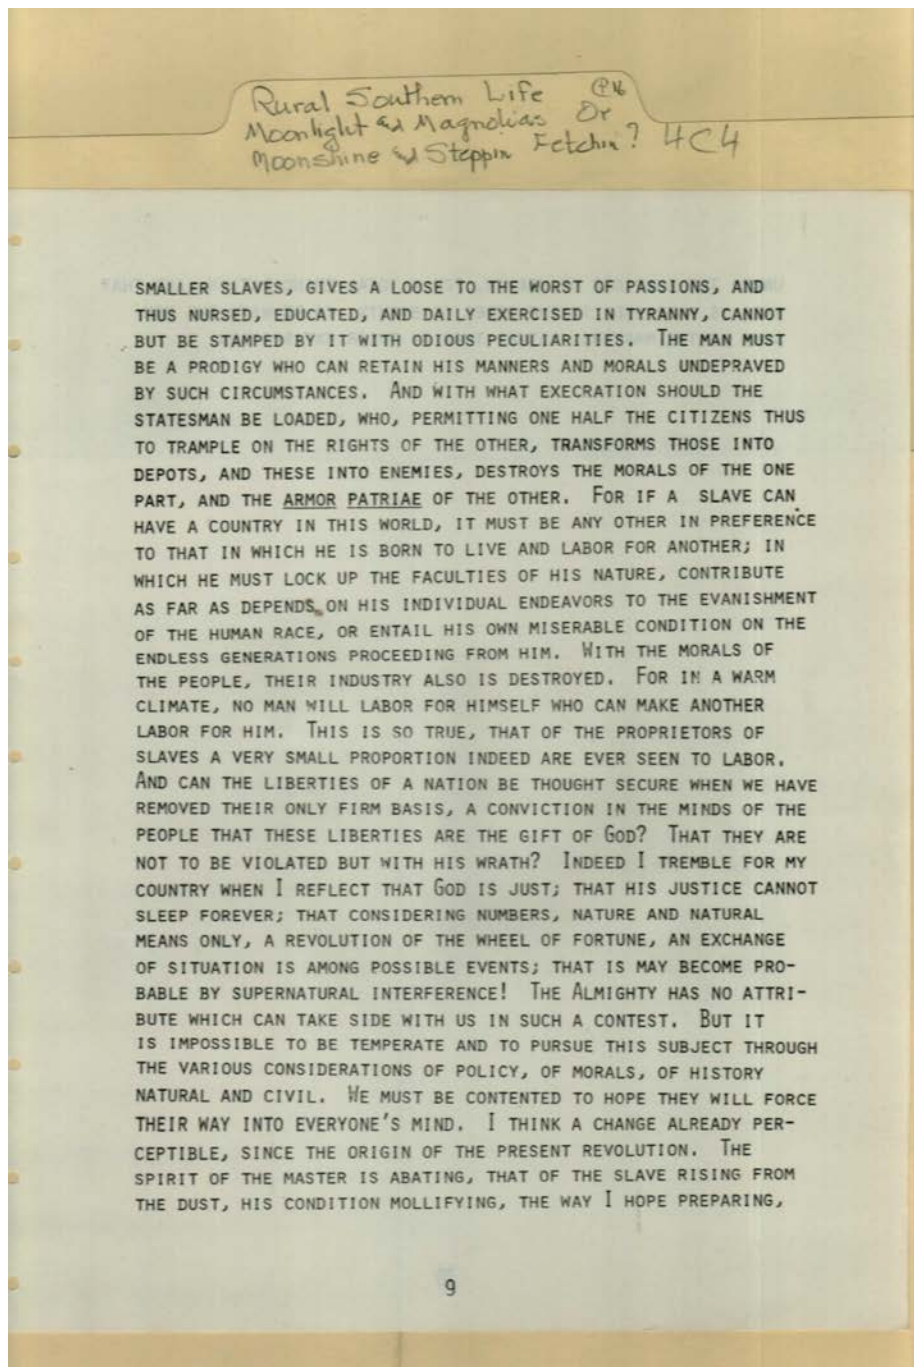 Rural Southern Life
Moonlight and Magnolias Or
Moonshine and Steppin Fetchin? 4C4
SMALLER SLAVES, GIVES A LOOSE TO THE WORST OF PASSIONS, AND
THUS NURSED, EDUCATED, AND DAILY EXERCISED IN TYRANNY, CANNOT
BUT BE STAMPED BY IT WITH ODIOUS PECULIARITIES. THE MAN MUST
BE A PRODIGY WHO CAN RETAIN HIS MANNERS AND MORALS UNDEPRAVED
BY SUCH CIRCUMSTANCES. AND WITH WHAT EXECRATION SHOULD THE
STATESMAN BE LOADED, WHO, PERMITTING ONE HALF THE CITIZENS THUS
TO TRAMPLE ON THE RIGHTS OF THE OTHER, TRANSFORMS THOSE INTO
DEPOTS, AND THESE INTO ENEMIES, DESTROYS THE MORALS OF THE ONE
PART, AND THE ARMOR PATRIAE OF THE OTHER. FOR IF A SLAVE CAN
HAVE A COUNTRY IN THIS WORLD, IT MUST BE ANY OTHER IN PREFERENCE
TO THAT IN WHICH HE IS BORN TO LIVE AND LABOR FOR ANOTHER; IN
WHICH HE MUST LOCK UP THE FACULTIES OF HIS NATURE, CONTRIBUTE
AS FAR AS DEPENDS ON HIS INDIVIDUAL ENDEAVORS TO THE EVANISHMENT
OF THE HUMAN RACE, OR ENTAIL HIS OWN MISERABLE CONDITION ON THE
ENDLESS GENERATIONS PROCEEDING FROM HIM. WITH THE MORALS OF
THE PEOPLE, THEIR INDUSTRY ALSO IS DESTROYED. FOR IN A WARM
CLIMATE, NO MAN WILL LABOR FOR HIMSELF WHO CAN MAKE ANOTHER
LABOR FOR HIM. THIS IS SO TRUE, THAT OF THE PROPRIETORS OF
SLAVES A VERY SMALL PROPORTION INDEED ARE EVER SEEN TO LABOR.
AND CAN THE LIBERTIES OF A NATION BE THOUGHT SECURE WHEN WE HAVE
REMOVED THEIR ONLY FIRM BASIS, A CONVICTION IN THE MINDS OF THE
PEOPLE THAT THESE LIBERTIES ARE THE GIFT OF GOD? THAT THEY ARE
NOT TO BE VIOLATED BUT WITH HIS WRATH? INDEED I TREMBLE FOR MY
COUNTRY WHEN I REFLECT THAT GOD IS JUST; THAT HIS JUSTICE CANNOT
SLEEP FOREVER; THAT CONSIDERING NUMBERS, NATURE AND NATURAL
MEANS ONLY, A REVOLUTION OF THE WHEEL OF FORTUNE, AN EXCHANGE
OF SITUATION IS AMONG POSSIBLE EVENTS; THAT IS MAY BECOME PRO-
BABLE BY SUPERNATURAL INTERFERENCE! THE ALMIGHTY HAS NO ATTRI-
BUTE WHICH CAN TAKE SIDE WITH US IN SUCH A CONTEST. BUT IT
IS IMPOSSIBLE TO BE TEMPERATE AND TO PURSUE THIS SUBJECT THROUGH
THE VARIOUS CONSIDERATIONS OF POLICY, OF MORALS, OF HISTORY
NATURAL AND CIVIL. WE MUST BE CONTENTED TO HOPE THEY WILL FORCE
THEIR WAY INTO EVERYONE'S MIND. I THINK A CHANGE ALREADY PER-
CEPTIBLE, SINCE THE ORIGIN OF THE PRESENT REVOLUTION. THE
SPIRIT OF THE MASTER IS ABATING, THAT OF THE SLAVE RISING FROM
THE DUST, HIS CONDITION MOLLIFYING, THE WAY I HOPE PREPARING,
9